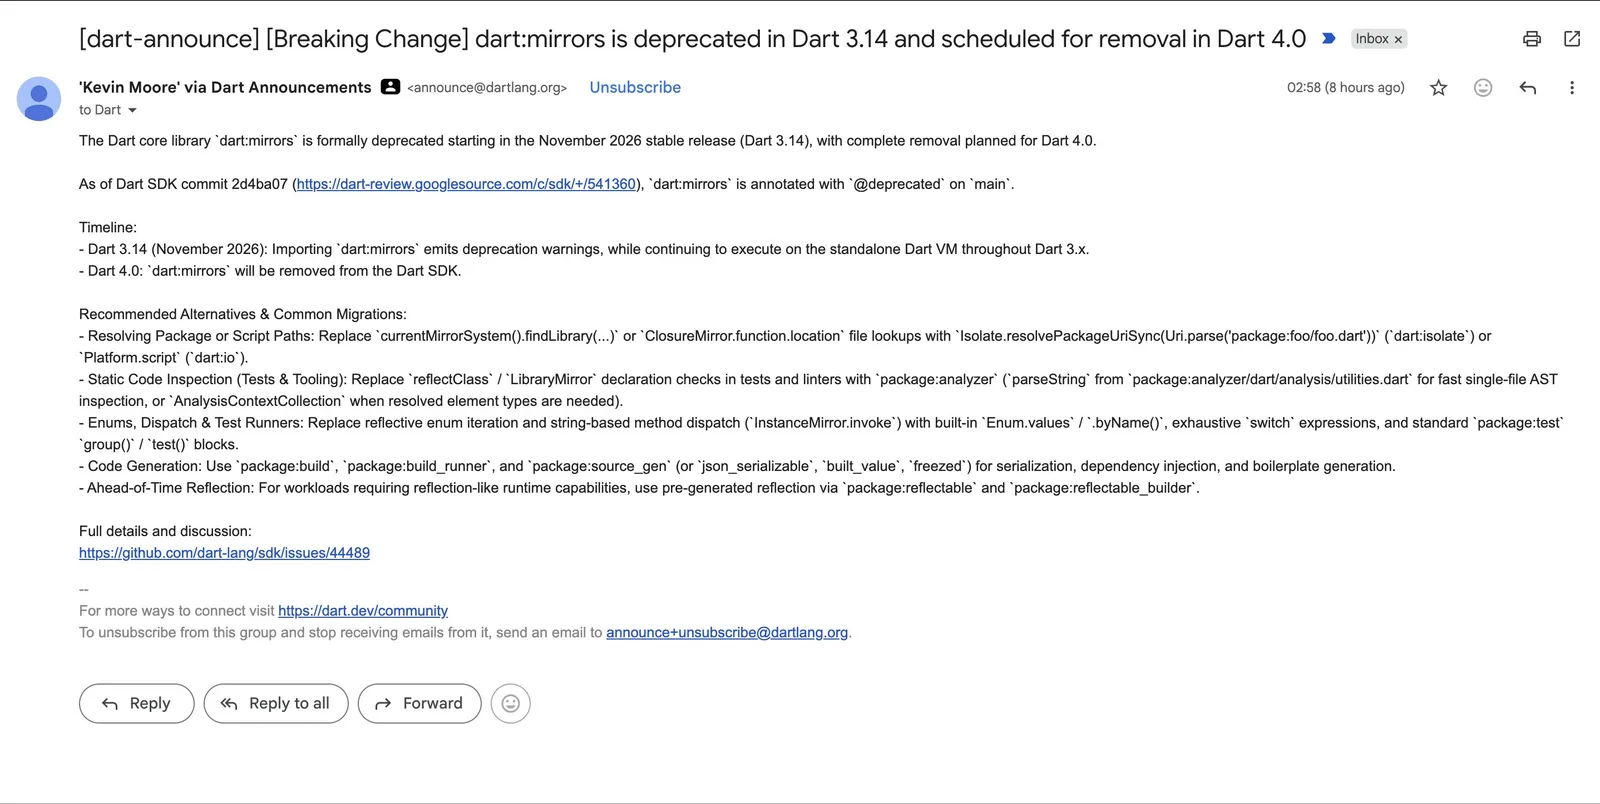 [dart-announce] [Breaking Change] dart:mirrors is deprecated in Dart 3.14 and scheduled for removal in Dart 4.0
Inbox ×
'Kevin Moore' via Dart Announcements <announce@dartlang.org> Unsubscribe
02:58 (8 hours ago)
to Dart
The Dart core library `dart:mirrors` is formally deprecated starting in the November 2026 stable release (Dart 3.14), with complete removal planned for Dart 4.0.
As of Dart SDK commit 2d4ba07 (https://dart-review.googlesource.com/c/sdk/+/541360), `dart:mirrors` is annotated with `@deprecated` on `main`.
Timeline:
- Dart 3.14 (November 2026): Importing `dart:mirrors` emits deprecation warnings, while continuing to execute on the standalone Dart VM throughout Dart 3.x.
- Dart 4.0: `dart:mirrors` will be removed from the Dart SDK.
Recommended Alternatives & Common Migrations:
- Resolving Package or Script Paths: Replace `currentMirrorSystem().findLibrary(...)` or `ClosureMirror.function.location` file lookups with `Isolate.resolvePackageUriSync(Uri.parse('package:foo/foo.dart'))` (`dart:isolate`) or
`Platform.script` (`dart:io`).
- Static Code Inspection (Tests & Tooling): Replace `reflectClass` / `LibraryMirror` declaration checks in tests and linters with `package:analyzer` (`parseString` from `package:analyzer/dart/analysis/utilities.dart` for fast single-file AST
inspection, or `AnalysisContextCollection` when resolved element types are needed).
- Enums, Dispatch & Test Runners: Replace reflective enum iteration and string-based method dispatch (`InstanceMirror.invoke`) with built-in `Enum.values` / `.byName()`, exhaustive `switch` expressions, and standard `package:test`
`group()` / `test()` blocks.
- Code Generation: Use `package:build`, `package:build_runner`, and `package:source_gen` (or `json_serializable`, `built_value`, `freezed`) for serialization, dependency injection, and boilerplate generation.
- Ahead-of-Time Reflection: For workloads requiring reflection-like runtime capabilities, use pre-generated reflection via `package:reflectable` and `package:reflectable_builder`.
Full details and discussion:
https://github.com/dart-lang/sdk/issues/44489
--
For more ways to connect visit https://dart.dev/community
To unsubscribe from this group and stop receiving emails from it, send an email to announce+unsubscribe@dartlang.org.
Reply
Reply to all
Forward